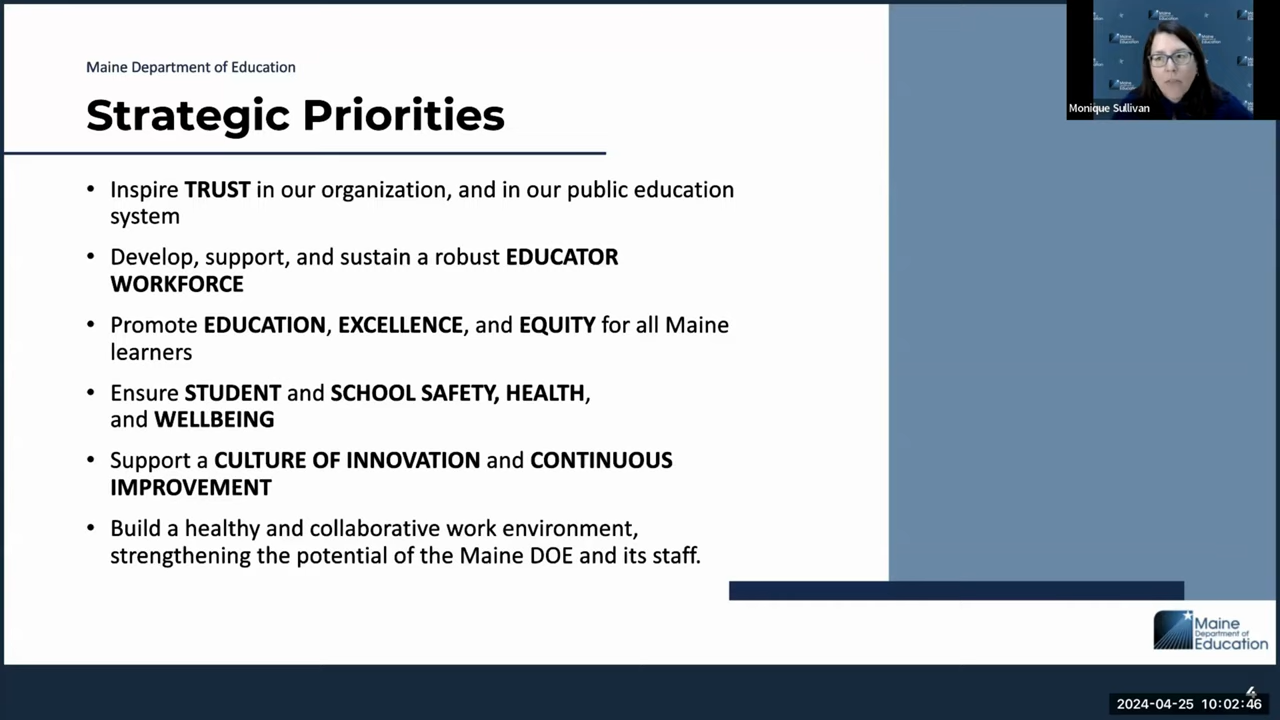 Maine Department of Education
Strategic Priorities
• Inspire TRUST in our organization, and in our public education
system
• Develop, support, and sustain a robust EDUCATOR
WORKFORCE
• Promote EDUCATION, EXCELLENCE, and EQUITY for all Maine
learners
• Ensure STUDENT and SCHOOL SAFETY, HEALTH,
and WELLBEING
• Support a CULTURE OF INNOVATION and CONTINUOUS
IMPROVEMENT
• Build a healthy and collaborative work environment,
strengthening the potential of the Maine DOE and its staff.
Monique Sullivan
Maine
Department of
Education
4
2024-04-25 10:02:46